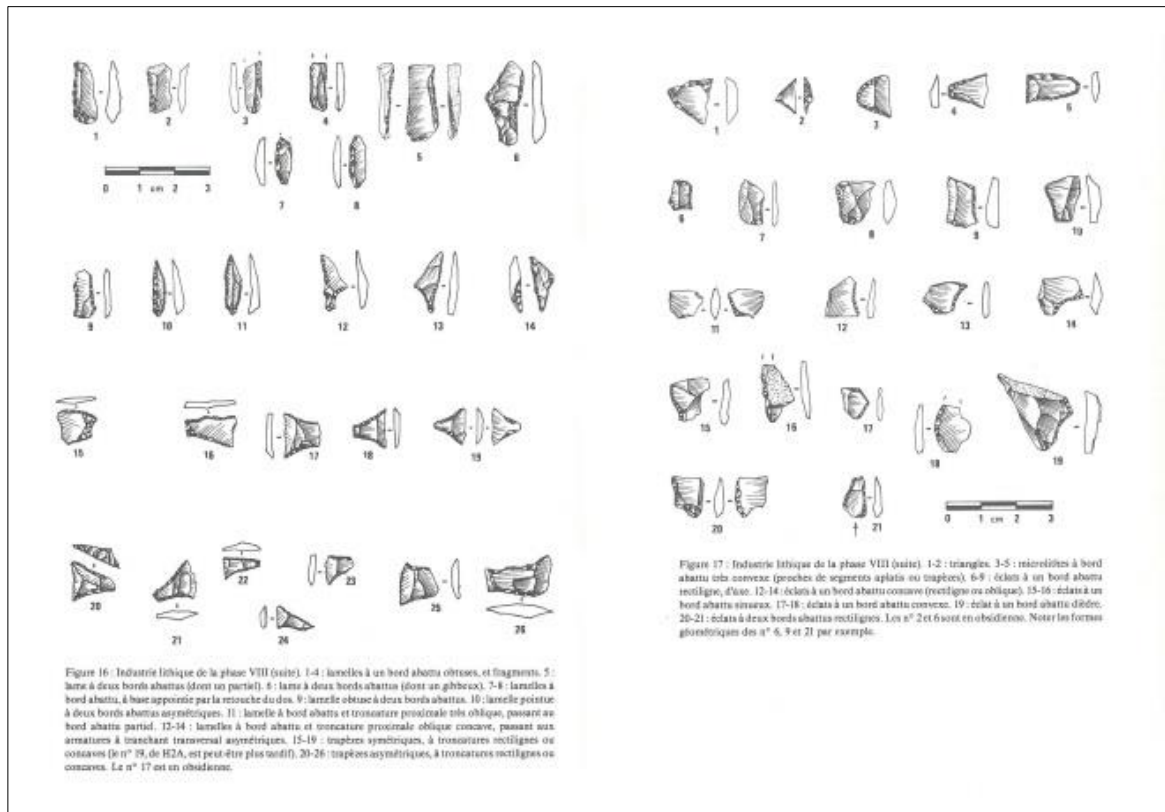 1
2
3
4
5
6
0 1 cm 2 3
7
8
9
10
11
12
13
14
15
16
17
18
19
20
21
22
23
24
25
26
Figure 16 : Industrie lithique de la phase VIII (suite). 1-4 : lamelles à un bord abattu obtuses, et fragments. 5 :
lame à deux bords abattus (dont un partiel). 6 : lame à deux bords abattus (dont un gibbeux). 7-8 : lamelles à
bord abattu, à base appointie par la retouche du dos. 9 : lamelle obtuse à deux bords abattus. 10 : lamelle pointue
à deux bords abattus asymétriques. 11 : lamelle à bord abattu et troncature proximale très oblique, passant au
bord abattu partiel. 12-14 : lamelles à bord abattu et troncature proximale oblique concave, passant aux
armatures à tranchant transversal asymétriques. 15-19 : trapèzes symétriques, à troncatures rectilignes ou
concaves (le n° 19, de H2A, est peut-être plus tardif). 20-26 : trapèzes asymétriques, à troncatures rectilignes ou
concaves. Le n° 17 est en obsidienne.
1
2
3
4
5
6
7
8
9
19
11
12
13
14
15
16
17
18
19
20
21
0 1 cm 2 3
Figure 17 : Industrie lithique de la phase VIII (suite). 1-2 : triangles. 3-5 : microlithes à bord
abattu très convexe (proches de segments aplatis ou trapèzes). 6-9 : éclats à un bord abattu
rectiligne, d'axe. 12-14 : éclats à un bord abattu concave (rectiligne ou oblique). 15-16 : éclats à un
bord abattu sinueux. 17-18 : éclats à un bord abattu convexe. 19 : éclat à un bord abattu dièdre.
20-21 : éclats à deux bords abattus rectilignes. Les n° 2 et 6 sont en obsidienne. Noter les formes
géométriques des n° 6, 9 et 21 par exemple.